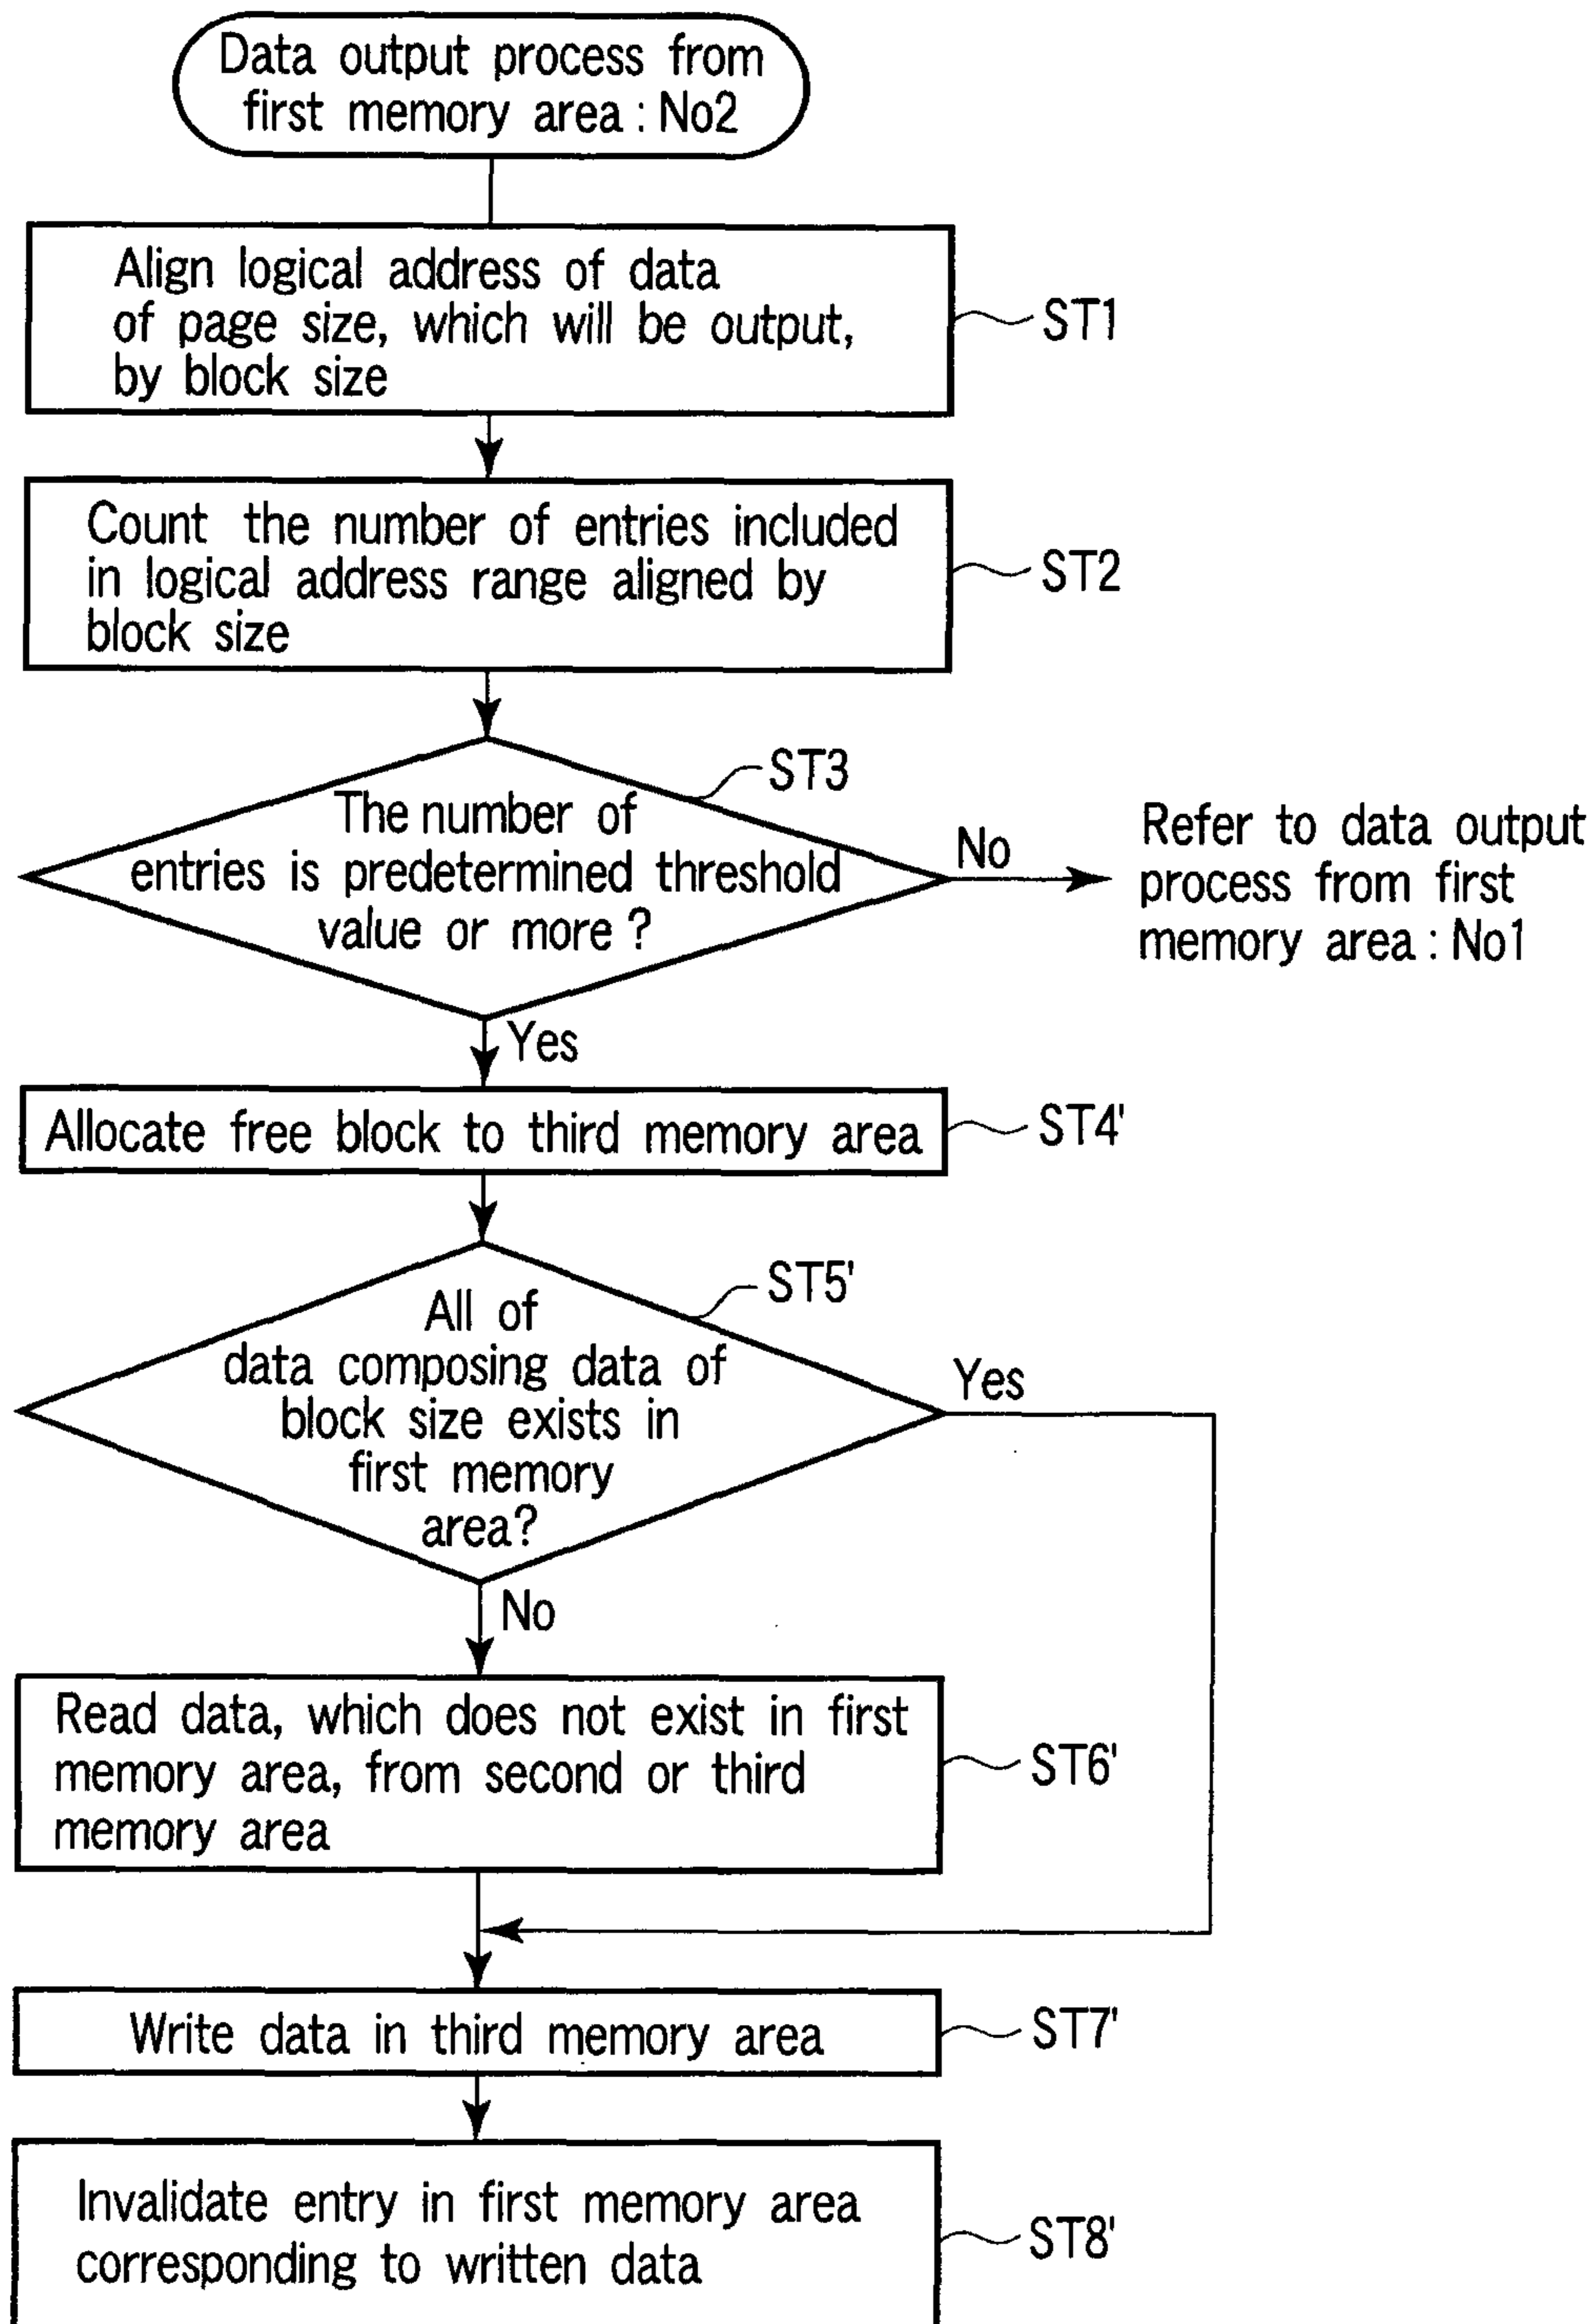 Data output process from
first memory area : No2
Align logical address of data
of page size, which will be output,
by block size
ST1
Count the number of entries included
in logical address range aligned by
block size
ST2
ST3
The number of
entries is predetermined threshold
value or more ?
No
Refer to data output
process from first
memory area : No1
Yes
Allocate free block to third memory area
ST4'
ST5'
All of
data composing data of
block size exists in
first memory
area?
Yes
No
Read data, which does not exist in first
memory area, from second or third
memory area
ST6'
Write data in third memory area
ST7'
Invalidate entry in first memory area
corresponding to written data
ST8'